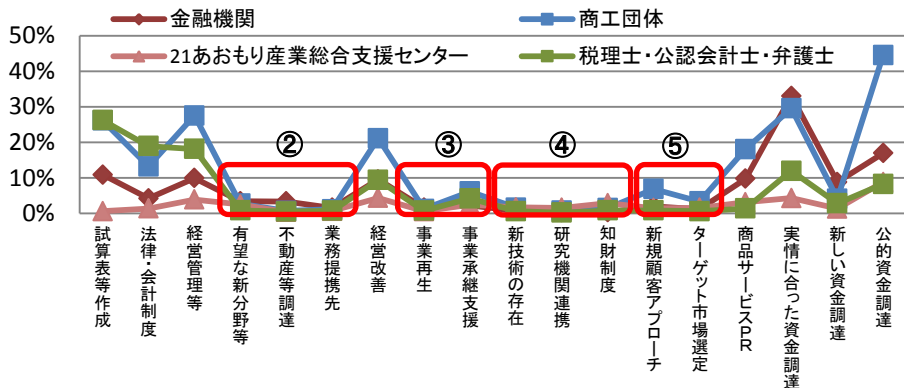 金融機関
商工団体
50%
21あおもり産業総合支援センター
税理士・公認会計士・弁護士
40%
30%
20%
10%
0%
②
③
④
⑤
試算表等作成
法律・会計制度
経営管理等
有望な新分野等
不動産等調達
業務提携先
経営改善
事業再生
事業承継支援
新技術の存在
研究機関連携
知財制度
新規顧客アプローチ
ターゲット市場選定
商品サービスPR
実情に合った資金調達
新しい資金調達
公的資金調達